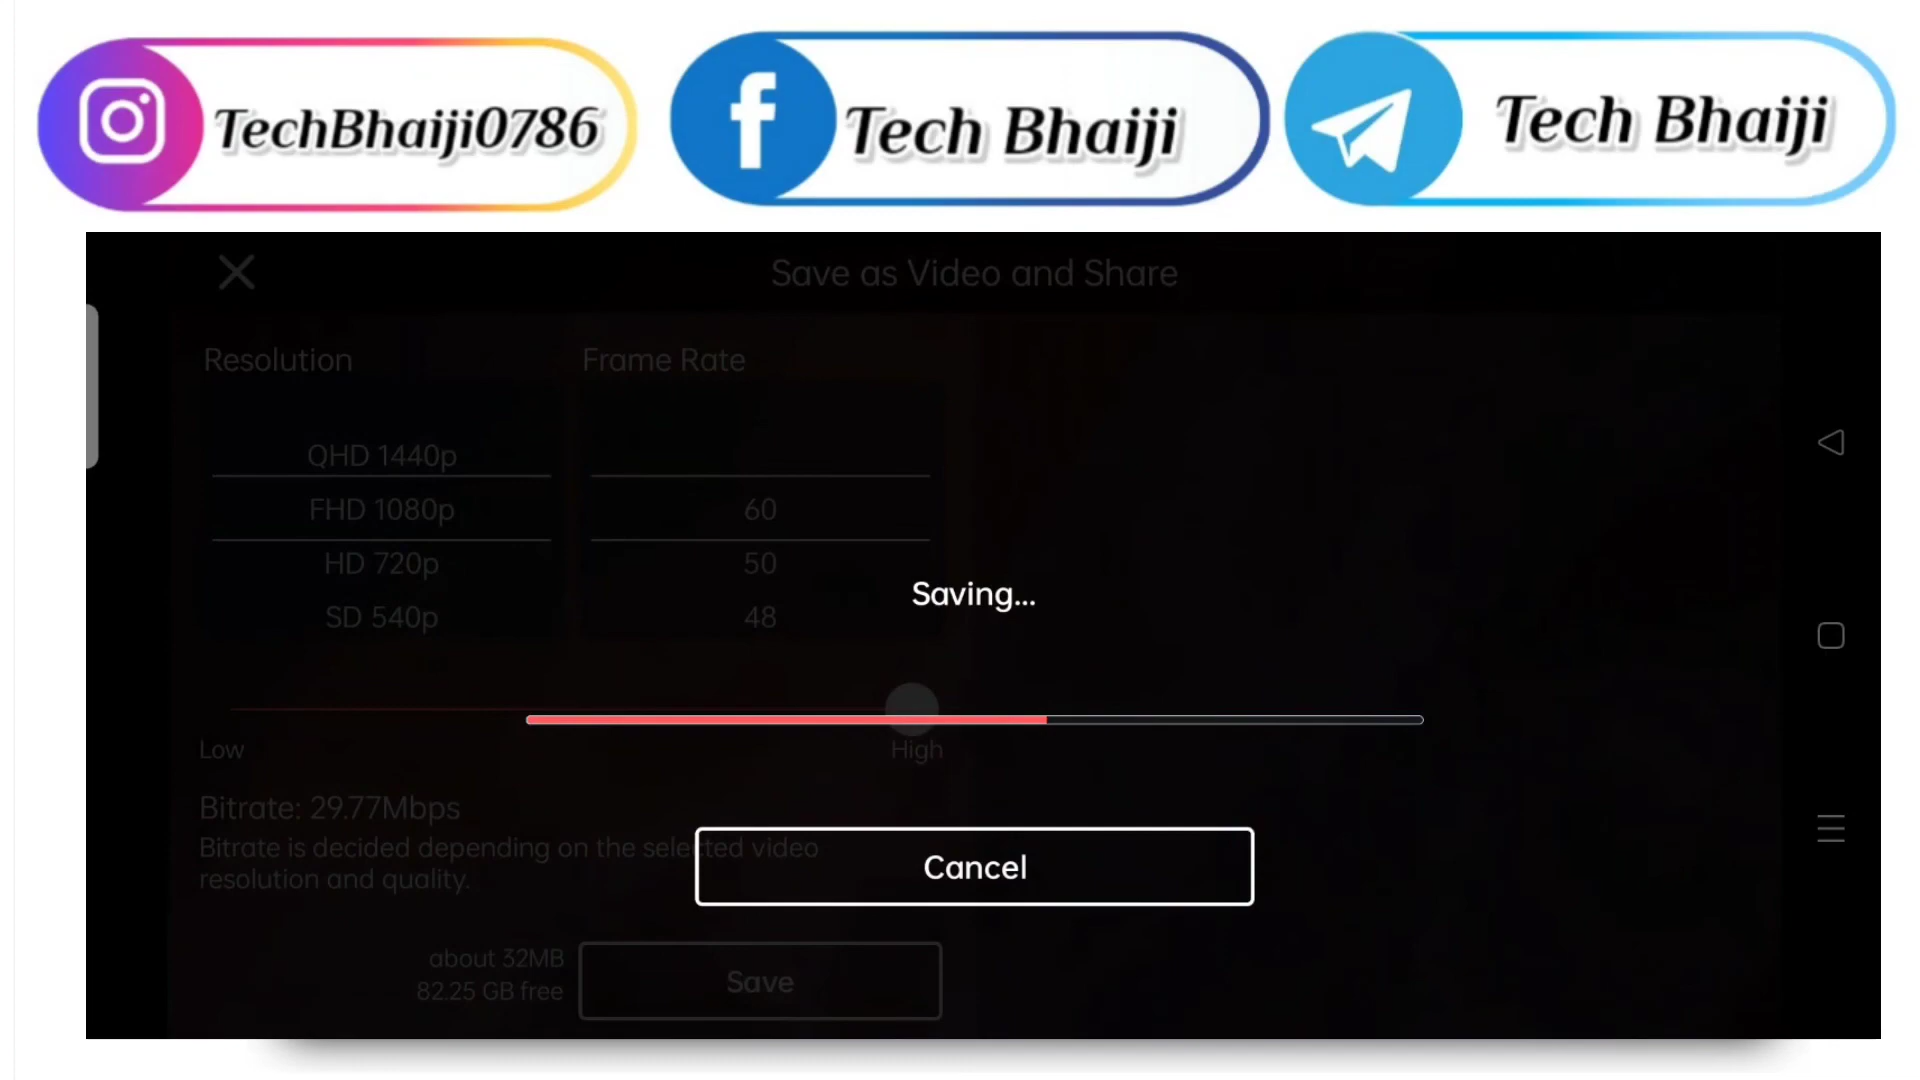 TechBhaiji0786
Tech Bhaiji
Tech Bhaiji
Save as Video and Share
Resolution
Frame Rate
QHD 1440p
FHD 1080p
60
HD 720p
50
SD 540p
48
Saving...
Low
High
Bitrate: 29.77Mbps
Bitrate is decided depending on the selected video
resolution and quality.
Cancel
about 32MB
82.25 GB free
Save